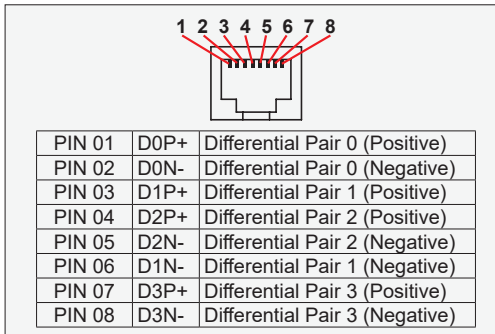 1 2 3 4 5 6 7 8
PIN 01 D0P+ Differential Pair 0 (Positive)
PIN 02 D0N- Differential Pair 0 (Negative)
PIN 03 D1P+ Differential Pair 1 (Positive)
PIN 04 D2P+ Differential Pair 2 (Positive)
PIN 05 D2N- Differential Pair 2 (Negative)
PIN 06 D1N- Differential Pair 1 (Negative)
PIN 07 D3P+ Differential Pair 3 (Positive)
PIN 08 D3N- Differential Pair 3 (Negative)